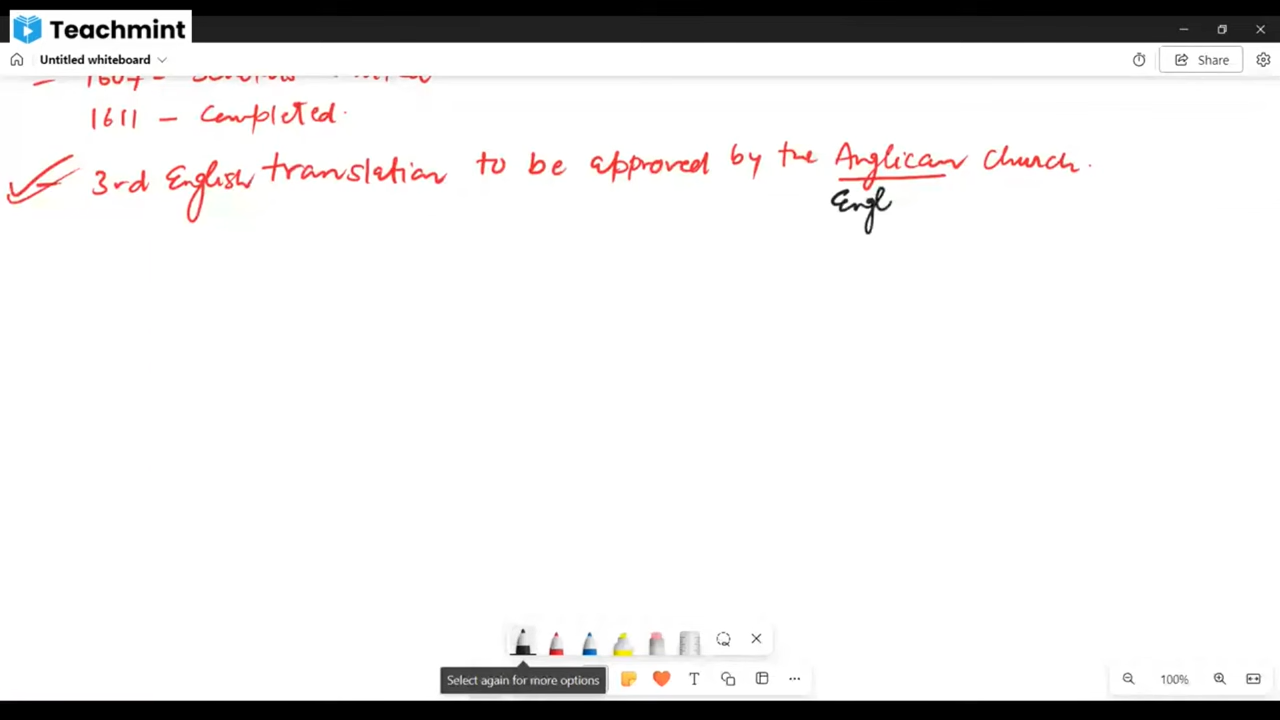 Teachmint
Untitled whiteboard
Share
= 1604 -
1611 - Completed.
3rd English translation to be approved by the Anglican church.
Engl
Select again for more options
T
100%